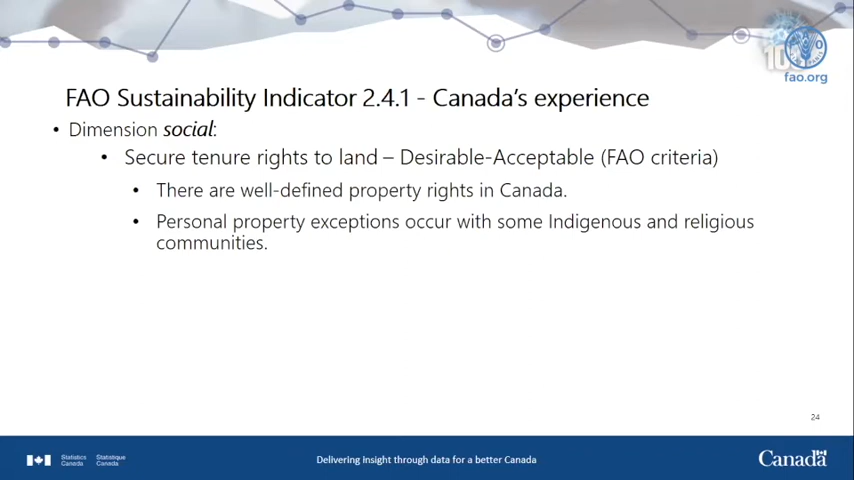 100
fao.org
FAO Sustainability Indicator 2.4.1 - Canada's experience
• Dimension social:
• Secure tenure rights to land – Desirable-Acceptable (FAO criteria)
• There are well-defined property rights in Canada.
• Personal property exceptions occur with some Indigenous and religious
communities.
24
Statistics Statistique
Canada Canada
Delivering insight through data for a better Canada
Canada